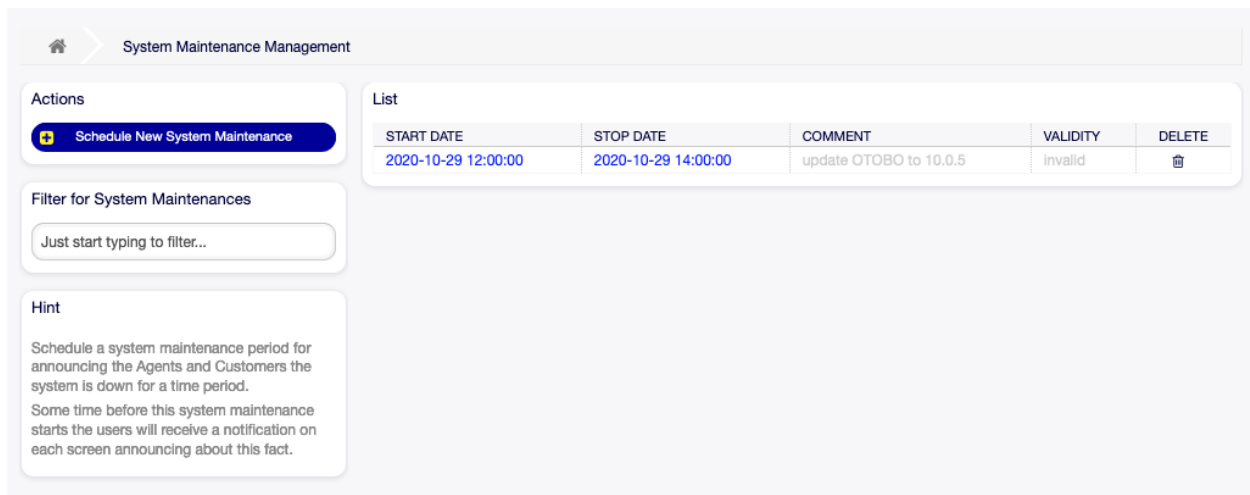 System Maintenance Management
Actions
Schedule New System Maintenance
Filter for System Maintenances
Just start typing to filter...
Hint
Schedule a system maintenance period for
announcing the Agents and Customers the
system is down for a time period.
Some time before this system maintenance
starts the users will receive a notification on
each screen announcing about this fact.
List
START DATE STOP DATE COMMENT VALIDITY DELETE
2020-10-29 12:00:00 2020-10-29 14:00:00 update OTOBO to 10.0.5 invalid